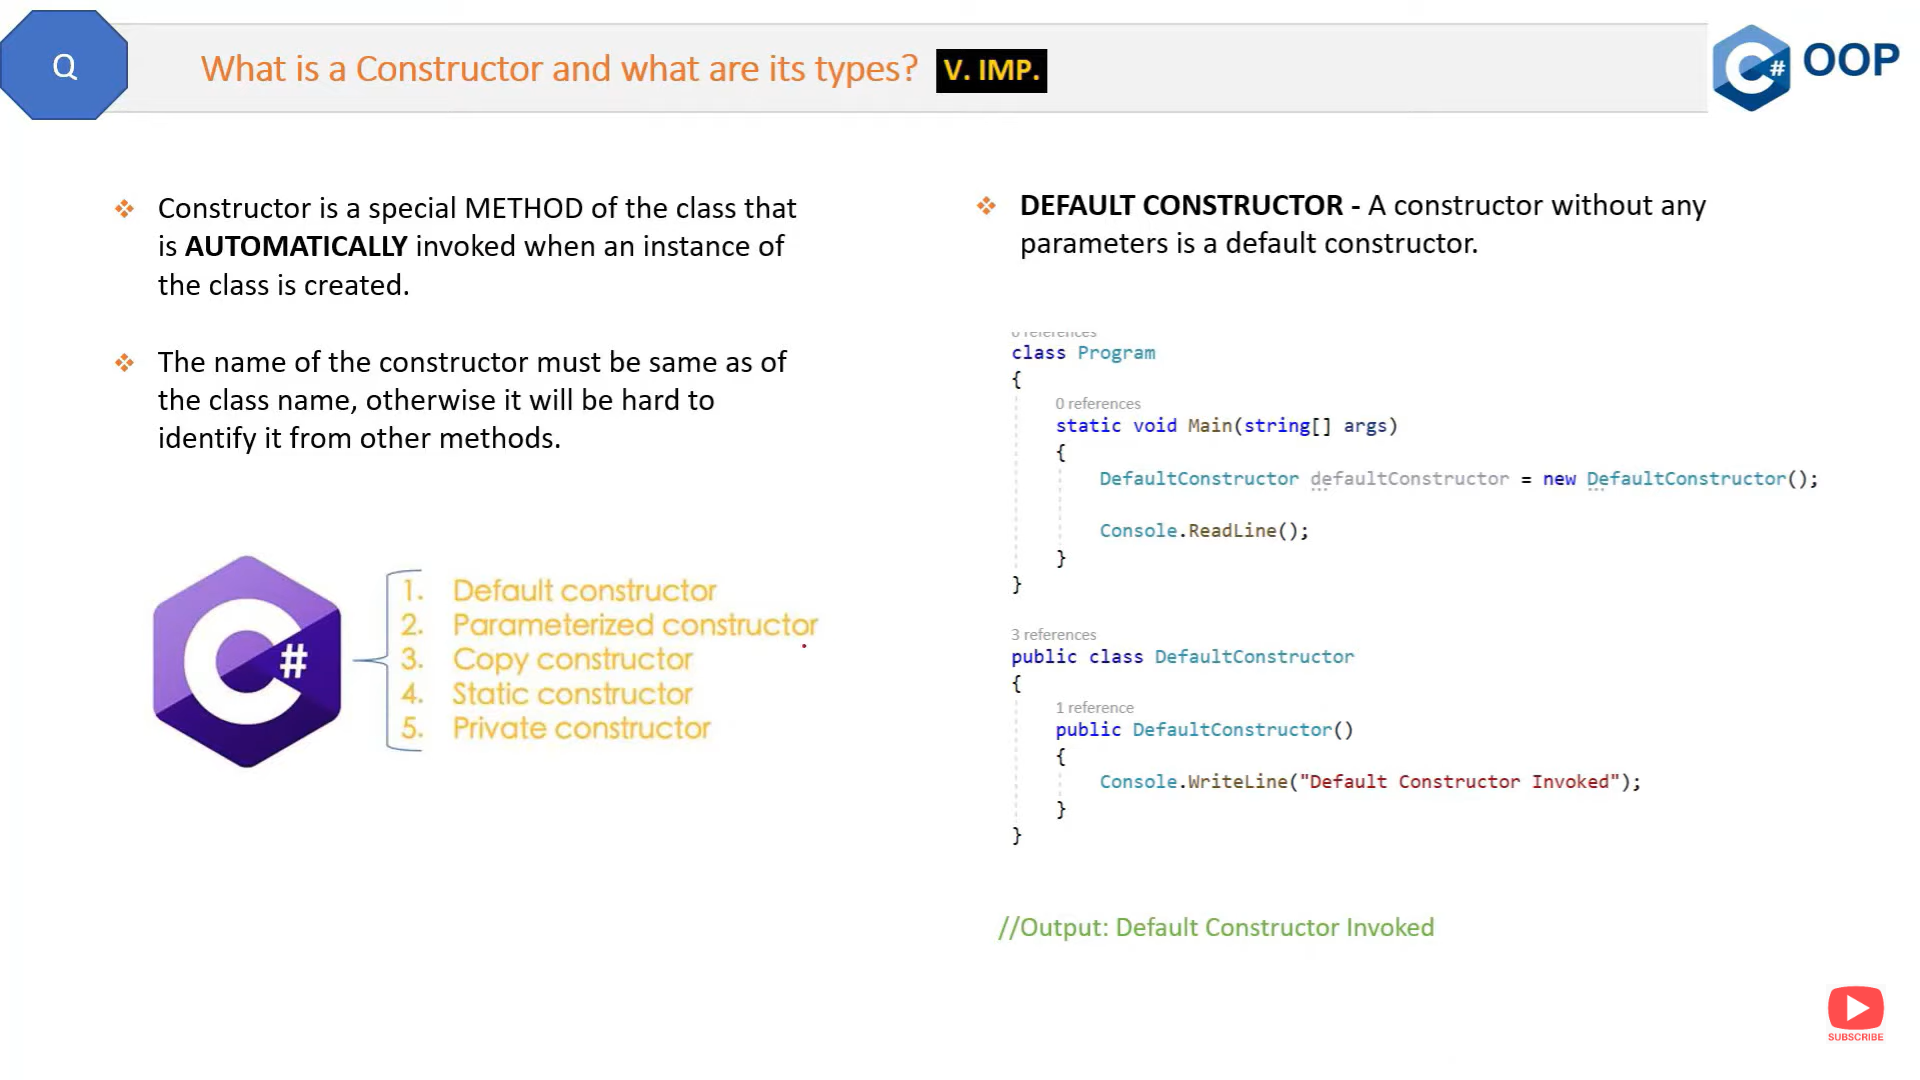 Q
What is a Constructor and what are its types? V. IMP.
C# OOP
Constructor is a special METHOD of the class that
is AUTOMATICALLY invoked when an instance of
the class is created.
The name of the constructor must be same as of
the class name, otherwise it will be hard to
identify it from other methods.
C#
1. Default constructor
2. Parameterized constructor
3. Copy constructor
4. Static constructor
5. Private constructor
DEFAULT CONSTRUCTOR - A constructor without any
parameters is a default constructor.
0 references
class Program
{
0 references
static void Main(string[] args)
{
DefaultConstructor defaultConstructor = new DefaultConstructor();
Console.ReadLine();
}
}
3 references
public class DefaultConstructor
{
1 reference
public DefaultConstructor()
{
Console.WriteLine("Default Constructor Invoked");
}
}
//Output: Default Constructor Invoked
SUBSCRIBE